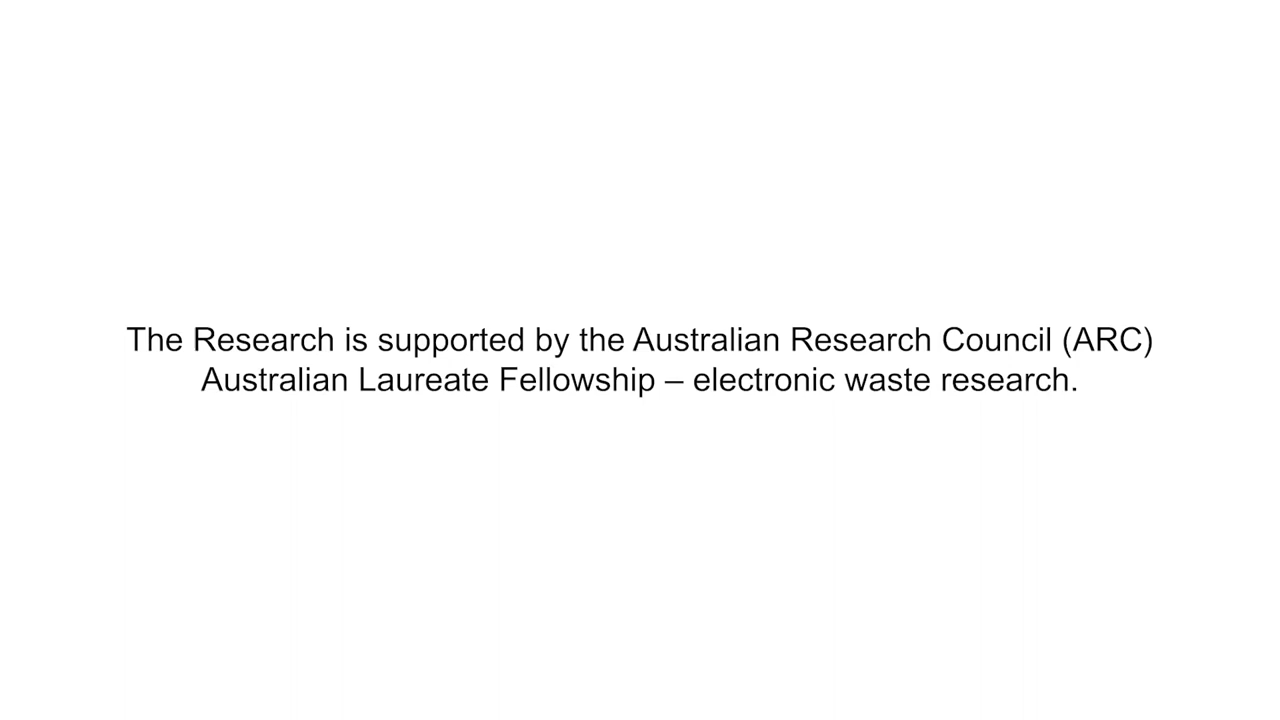 The Research is supported by the Australian Research Council (ARC)
Australian Laureate Fellowship – electronic waste research.